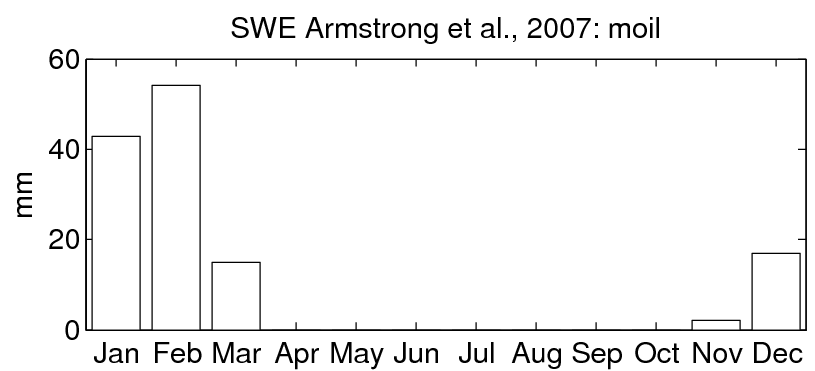 SWE Armstrong et al., 2007: moil
60
40
20
0
mm
Jan Feb Mar Apr May Jun Jul Aug Sep Oct Nov Dec